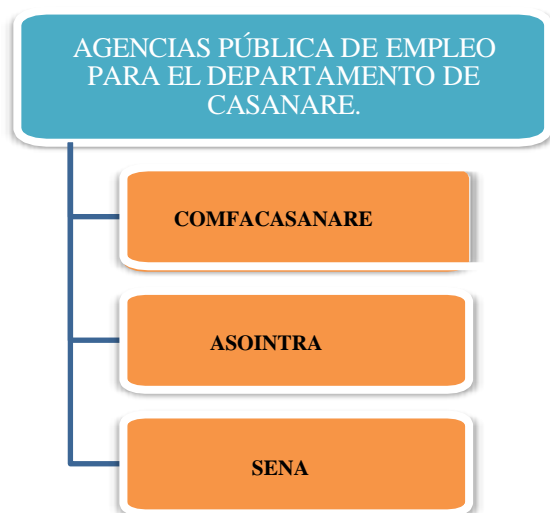 AGENCIAS PÚBLICA DE EMPLEO
PARA EL DEPARTAMENTO DE
CASANARE.
COMFACASANARE
ASOINTRA
SENA